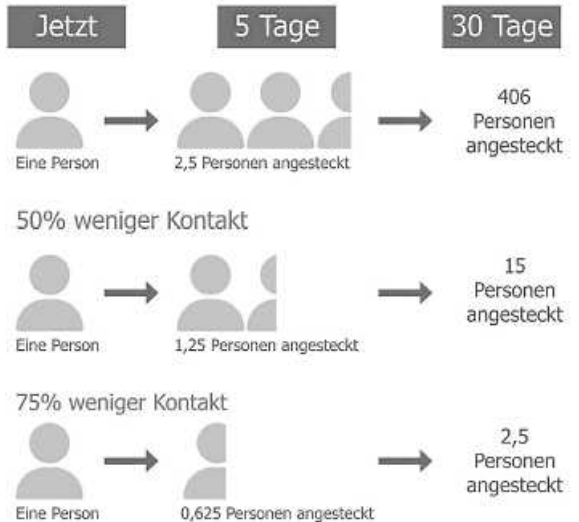 Jetzt
5 Tage
30 Tage
Eine Person
2,5 Personen angesteckt
406
Personen
angesteckt
50% weniger Kontakt
Eine Person
1,25 Personen angesteckt
15
Personen
angesteckt
75% weniger Kontakt
Eine Person
0,625 Personen angesteckt
2,5
Personen
angesteckt